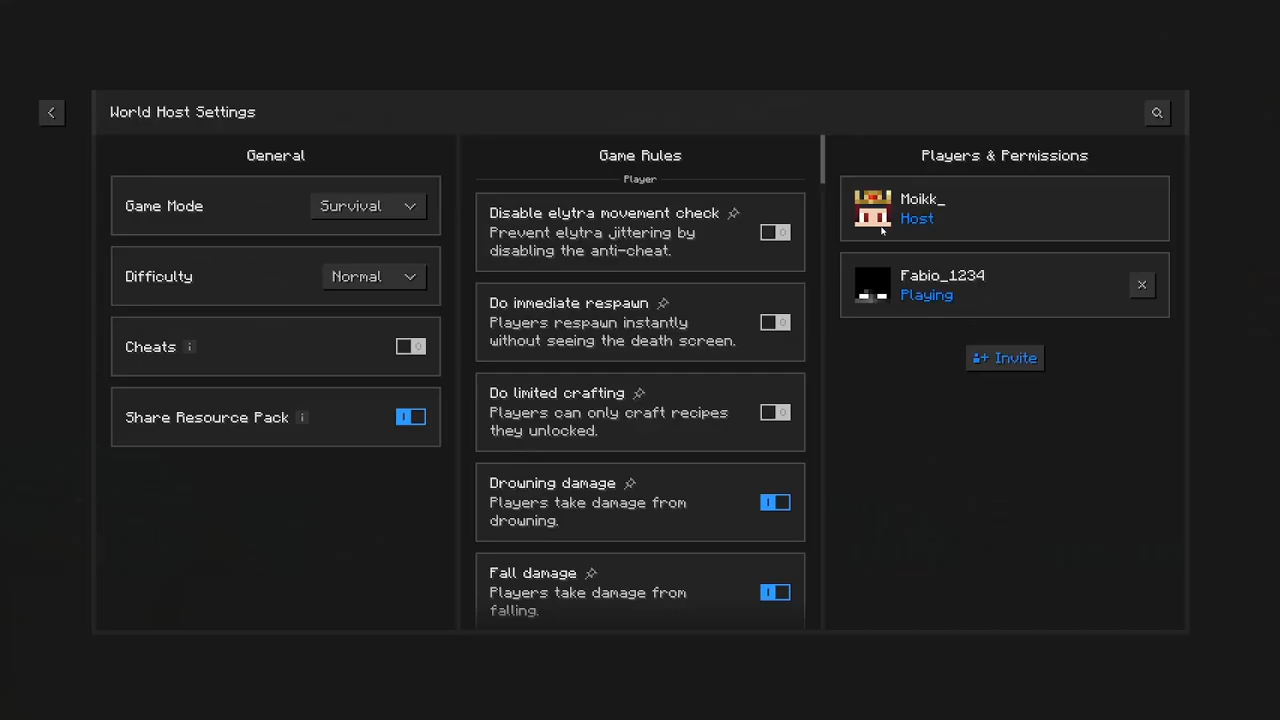 World Host Settings
General
Game Mode
Survival
Difficulty
Normal
Cheats
Share Resource Pack
Game Rules
Player
Disable elytra movement check
Prevent elytra jittering by
disabling the anti-cheat.
Do immediate respawn
Players respawn instantly
without seeing the death screen.
Do limited crafting
Players can only craft recipes
they unlocked.
Drowning damage
Players take damage from
drowning.
Fall damage
Players take damage from
falling.
Players & Permissions
Moikk_
Host
Fabio_1234
Playing
Invite